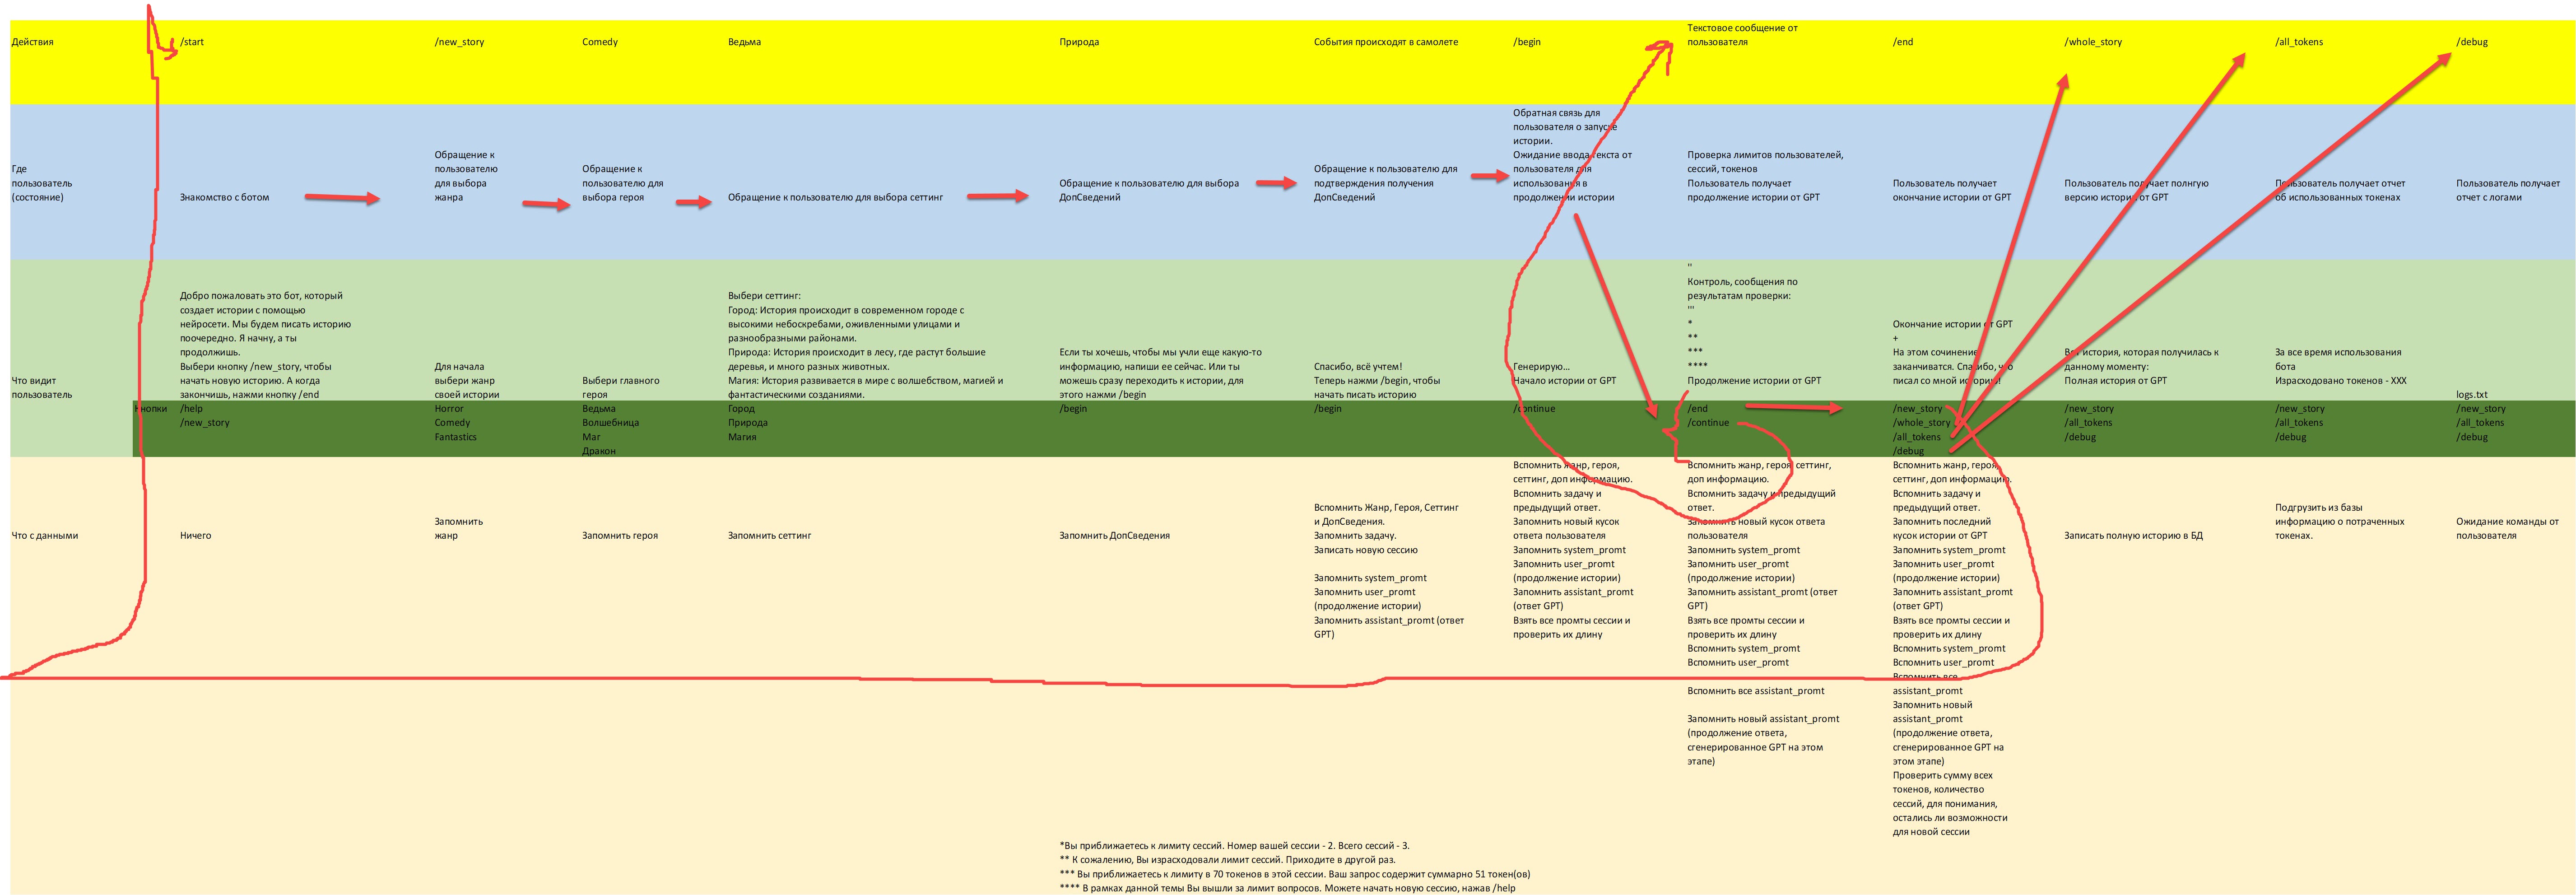 Действия
/start
/new_story
Comedy
Ведьма
Природа
События происходят в самолете
/begin
Текстовое сообщение от
пользователя
/end
/whole_story
/all_tokens
/debug
Где
пользователь
(состояние)
Знакомство с ботом
Обращение к
пользователю
для выбора
жанра
Обращение к
пользователю для
выбора героя
Обращение к пользователю для выбора сеттинг
Обращение к пользователю для выбора
ДопСведений
Обращение к пользователю для
подтверждения получения
ДопСведений
Обратная связь для
пользователя о запуске
истории.
Ожидание ввода текста от
пользователя для
использования в
продолжении истории
Проверка лимитов пользователей,
сессий, токенов
Пользователь получает
продолжение истории от GPT
Пользователь получает
окончание истории от GPT
Пользователь получает полнгую
версию истории от GPT
Пользователь получает отчет
об использованных токенах
Пользователь получает
отчет с логами
Что видит
пользователь
Добро пожаловать это бот, который
создает истории с помощью
нейросети. Мы будем писать историю
поочередно. Я начну, а ты
продолжишь.
Выбери кнопку /new_story, чтобы
начать новую историю. А когда
закончишь, нажми кнопку /end
Для начала
выбери жанр
своей истории
Выбери главного
героя
Выбери сеттинг:
Город: История происходит в современном городе с
высокими небоскребами, оживленными улицами и
разнообразными районами.
Природа: История происходит в лесу, где растут большие
деревья, и много разных животных.
Магия: История развивается в мире с волшебством, магией и
фантастическими созданиями.
Если ты хочешь, чтобы мы учли еще какую-то
информацию, напиши ее сейчас. Или ты
можешь сразу переходить к истории, для
этого нажми /begin
Спасибо, всё учтем!
Теперь нажми /begin, чтобы
начать писать историю
Генерирую...
Начало истории от GPT
"
Контроль, сообщения по
результатам проверки:
'"
*
**
***
****
Продолжение истории от GPT
Окончание истории от GPT
+
На этом сочинение
заканчиватся. Спасибо, что
писал со мной истории!
Вот история, которая получилась к
данному моменту:
Полная история от GPT
За все время использования
бота
Израсходовано токенов - XXX
logs.txt
Кнопки
/help
/new_story
Horror
Comedy
Fantastics
Ведьма
Волшебница
Маг
Дракон
Город
Природа
Магия
/begin
/begin
/continue
/end
/continue
/new_story
/whole_story
/all_tokens
/debug
/new_story
/all_tokens
/debug
/new_story
/all_tokens
/debug
/new_story
/all_tokens
/debug
Что с данными
Ничего
Запомнить
жанр
Запомнить героя
Запомнить сеттинг
Запомнить ДопСведения
Вспомнить Жанр, Героя, Сеттинг
и ДопСведения.
Запомнить задачу.
Записать новую сессию
Запомнить system_promt
Запомнить user_promt
(продолжение истории)
Запомнить assistant_promt (ответ
GPT)
Вспомнить жанр, героя,
сеттинг, доп информацию.
Вспомнить задачу и
предыдущий ответ.
Запомнить новый кусок
ответа пользователя
Запомнить system_promt
Запомнить user_promt
(продолжение истории)
Запомнить assistant_promt
(ответ GPT)
Взять все промты сессии и
проверить их длину
Вспомнить жанр, героя, сеттинг,
доп информацию.
Вспомнить задачу и предыдущий
ответ.
Запомнить новый кусок ответа
пользователя
Запомнить system_promt
Запомнить user_promt
(продолжение истории)
Запомнить assistant_promt (ответ
GPT)
Взять все промты сессии и
проверить их длину
Вспомнить system_promt
Вспомнить user_promt
Вспомнить все assistant_promt
Запомнить новый assistant_promt
(продолжение ответа,
сгенерированное GPT на этом
этапе)
Вспомнить жанр, героя,
сеттинг, доп информацию.
Вспомнить задачу и
предыдущий ответ.
Запомнить последний
кусок истории от GPT
Запомнить system_promt
Запомнить user_promt
(продолжение истории)
Запомнить assistant_promt
(ответ GPT)
Взять все промты сессии и
проверить их длину
Вспомнить system_promt
Вспомнить user_promt
Вспомнить все
assistant_promt
Запомнить новый
assistant_promt
(продолжение ответа,
сгенерированное GPT на
этом этапе)
Проверить сумму всех
токенов, количество
сессий, для понимания,
остались ли возможности
для новой сессии
Записать полную историю в БД
Подгрузить из базы
информацию о потраченных
токенах.
Ожидание команды от
пользователя
*Вы приближаетесь к лимиту сессий. Номер вашей сессии - 2. Всего сессий - 3.
** К сожалению, Вы израсходовали лимит сессий. Приходите в другой раз.
*** Вы приближаетесь к лимиту в 70 токенов в этой сессии. Ваш запрос содержит суммарно 51 токен(ов)
**** В рамках данной темы Вы вышли за лимит вопросов. Можете начать новую сессию, нажав /help